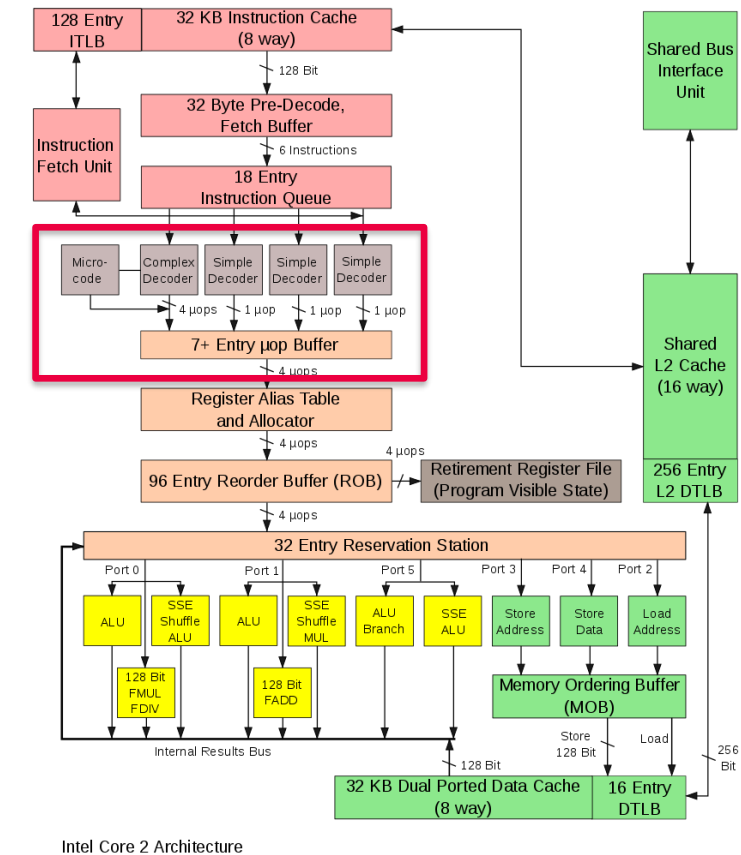 128 Entry
ITLB
32 KB Instruction Cache
(8 way)
128 Bit
Shared Bus
Interface
Unit
32 Byte Pre-Decode,
Fetch Buffer
Instruction
Fetch Unit
6 Instructions
18 Entry
Instruction Queue
Micro-
code
Complex
Decoder
Simple
Decoder
Simple
Decoder
Simple
Decoder
4 µops
1 µop
1 µop
1 µop
7+ Entry µop Buffer
4 µops
Shared
L2 Cache
(16 way)
Register Alias Table
and Allocator
4 µops
4 µops
96 Entry Reorder Buffer (ROB)
Retirement Register File
(Program Visible State)
256 Entry
L2 DTLB
4 µops
32 Entry Reservation Station
Port 0
Port 1
Port 5
Port 3
Port 4
Port 2
ALU
SSE
Shuffle
ALU
ALU
SSE
Shuffle
MUL
ALU
Branch
SSE
ALU
Store
Address
Store
Data
Load
Address
128 Bit
FMUL
FDIV
128 Bit
FADD
Memory Ordering Buffer
(MOB)
Internal Results Bus
Store
128 Bit
Load
256
Bit
128 Bit
32 KB Dual Ported Data Cache
(8 way)
16 Entry
DTLB
Intel Core 2 Architecture